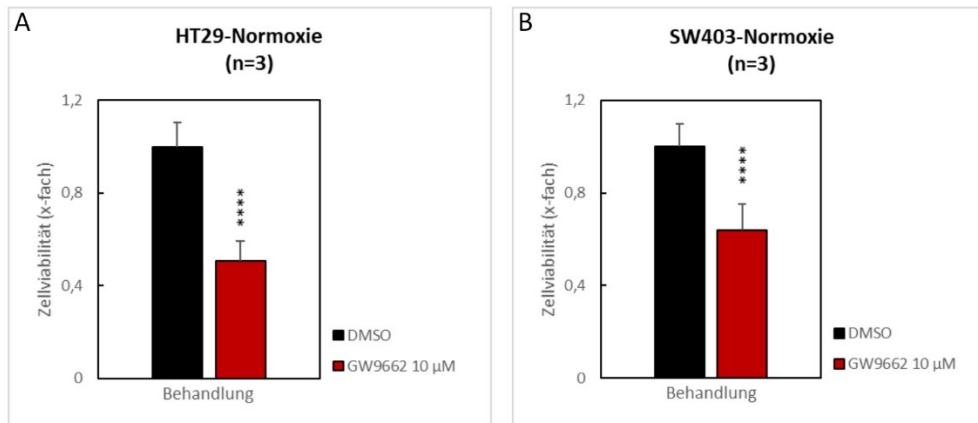 A
HT29-Normoxie
(n=3)
Zellviabilität (x-fach)
1,2
0,8
0,4
0
****
DMSO
GW9662 10 µM
Behandlung
B
SW403-Normoxie
(n=3)
Zellviabilität (x-fach)
1,2
0,8
0,4
0
****
DMSO
GW9662 10 µM
Behandlung